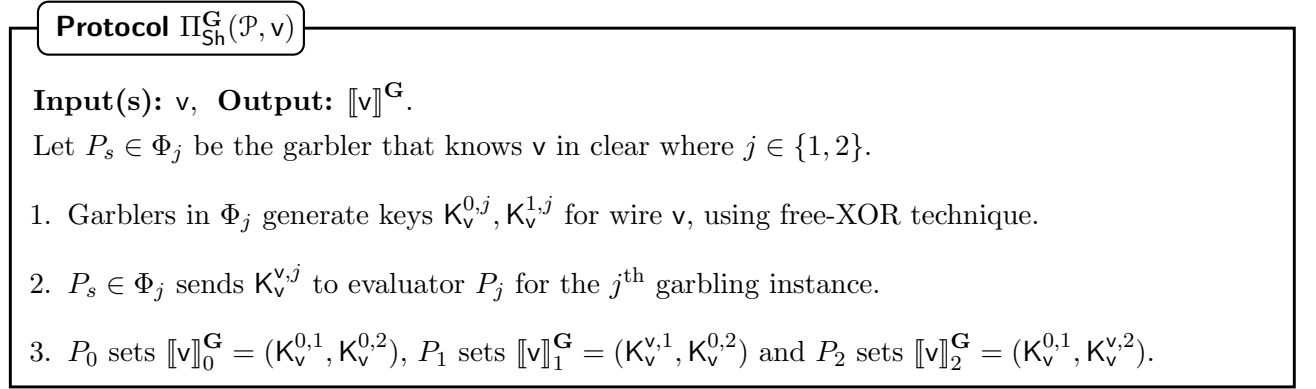 Protocol Π^G_Sh(𝒫, v)
Input(s): v, Output: ⟦v⟧^G.
Let P_s ∈ Φ_j be the garbler that knows v in clear where j ∈ {1, 2}.
1. Garblers in Φ_j generate keys K_v^{0,j}, K_v^{1,j} for wire v, using free-XOR technique.
2. P_s ∈ Φ_j sends K_v^{v,j} to evaluator P_j for the j^th garbling instance.
3. P_0 sets ⟦v⟧^G_0 = (K_v^{0,1}, K_v^{0,2}), P_1 sets ⟦v⟧^G_1 = (K_v^{v,1}, K_v^{0,2}) and P_2 sets ⟦v⟧^G_2 = (K_v^{0,1}, K_v^{v,2}).